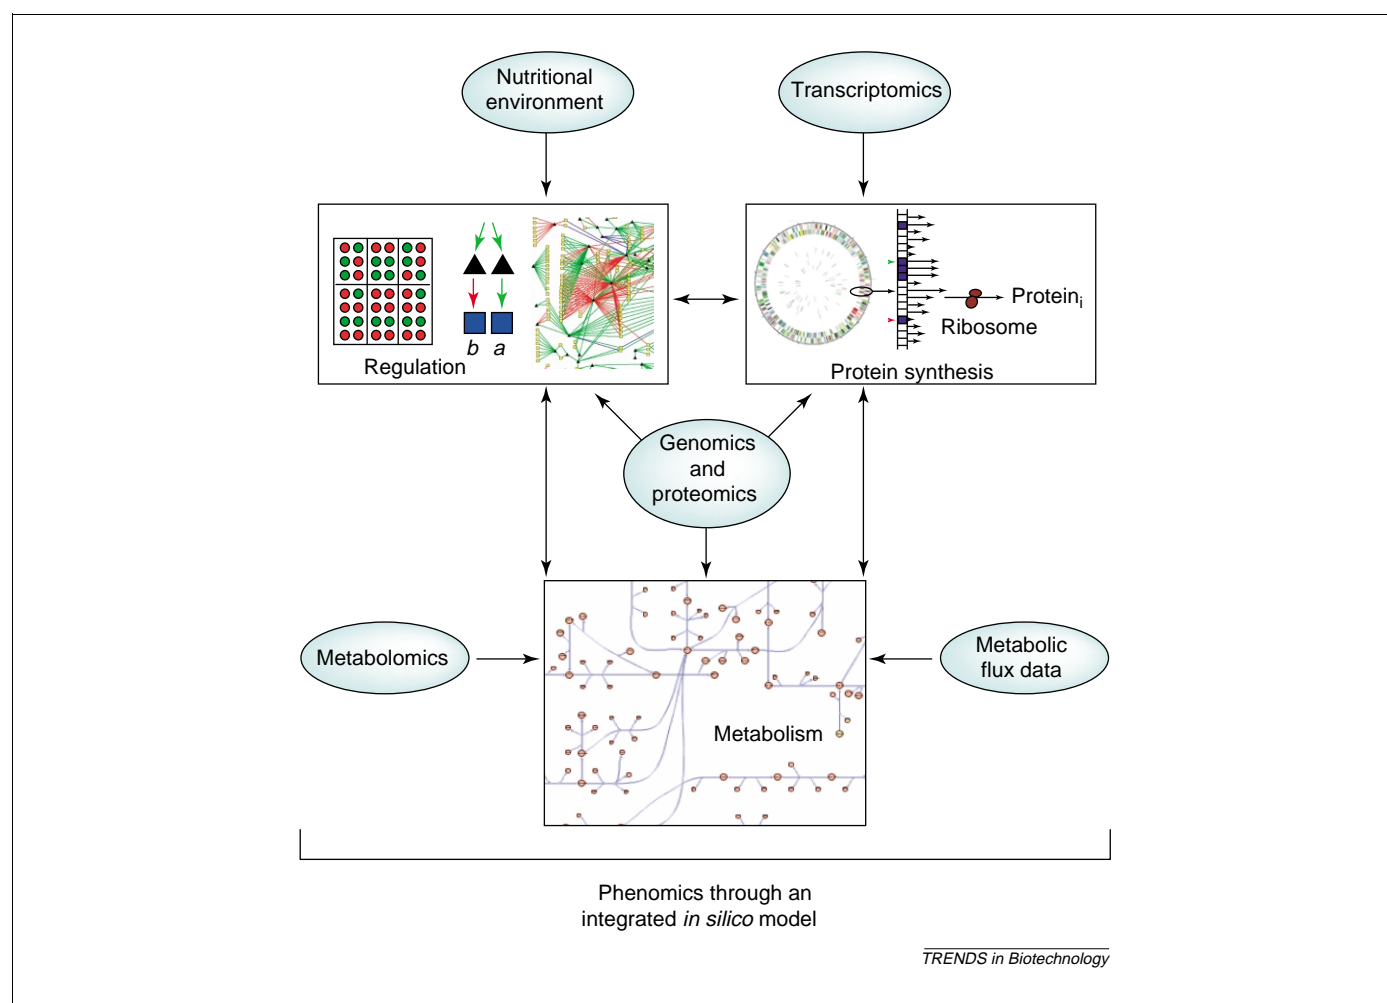 Nutritional
environment
Transcriptomics
Regulation
b a
Protein i
Ribosome
Protein synthesis
Genomics
and
proteomics
Metabolomics
Metabolic
flux data
Metabolism
Phenomics through an
integrated in silico model
TRENDS in Biotechnology